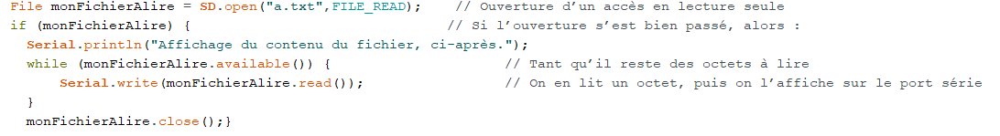 File monFichierAlire = SD.open("a.txt",FILE_READ);    // Ouverture d’un accès en lecture seule
if (monFichierAlire) {                               // Si l’ouverture s’est bien passé, alors :
  Serial.println("Affichage du contenu du fichier, ci-après.");
  while (monFichierAlire.available()) {                     // Tant qu’il reste des octets à lire
      Serial.write(monFichierAlire.read());                 // On en lit un octet, puis on l’affiche sur le port série
  }
  monFichierAlire.close();}